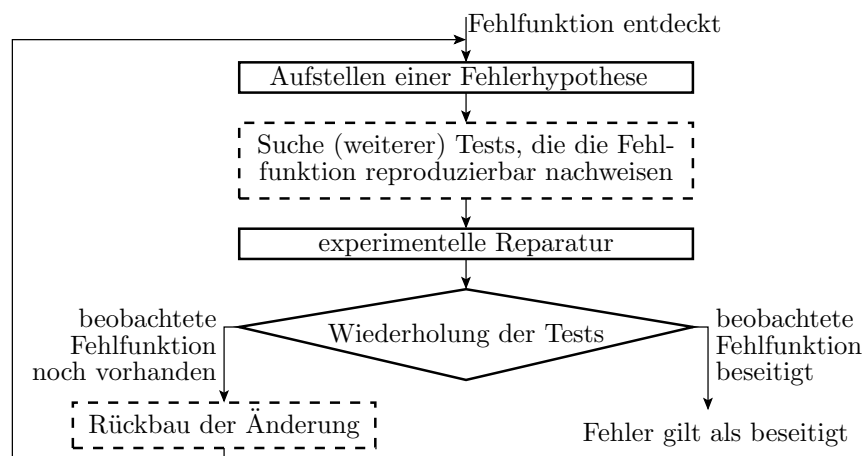 Fehlfunktion entdeckt
Aufstellen einer Fehlerhypothese
Suche (weiterer) Tests, die die Fehl-
funktion reproduzierbar nachweisen
experimentelle Reparatur
Wiederholung der Tests
beobachtete
Fehlfunktion
noch vorhanden
beobachtete
Fehlfunktion
beseitigt
Rückbau der Änderung
Fehler gilt als beseitigt